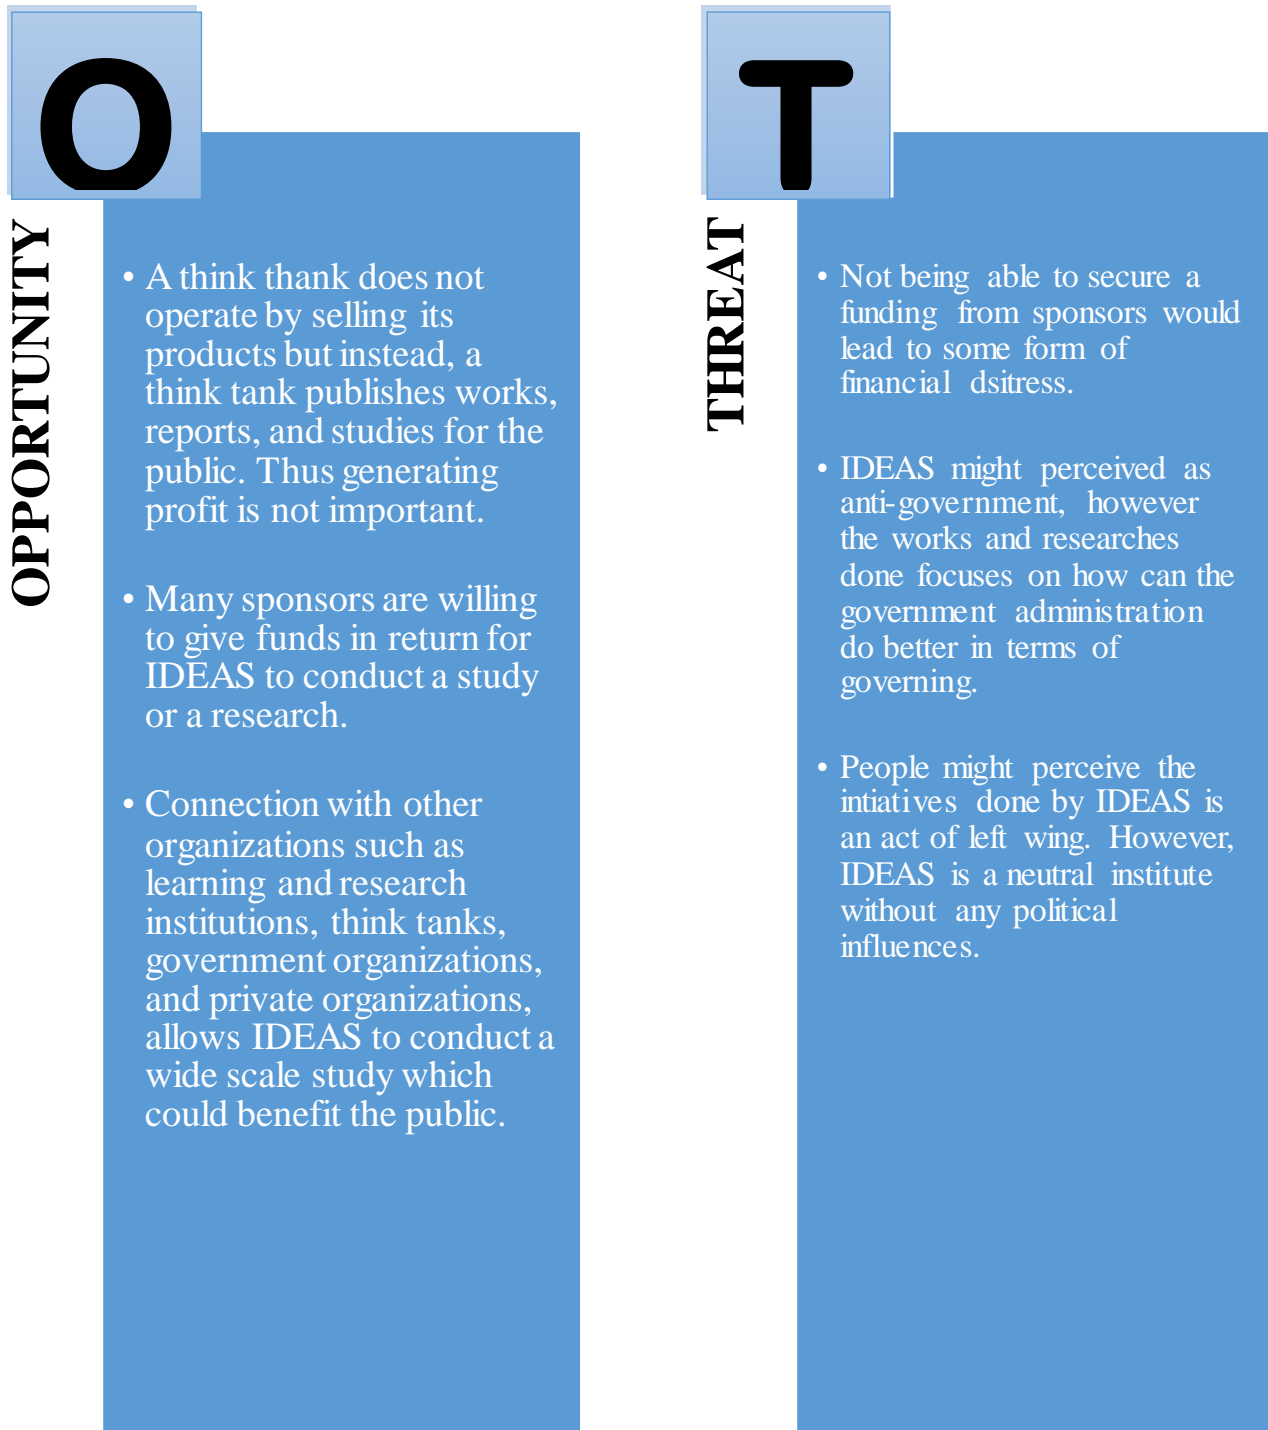 O
OPPORTUNITY
• A think thank does not
operate by selling its
products but instead, a
think tank publishes works,
reports, and studies for the
public. Thus generating
profit is not important.
• Many sponsors are willing
to give funds in return for
IDEAS to conduct a study
or a research.
• Connection with other
organizations such as
learning and research
institutions, think tanks,
government organizations,
and private organizations,
allows IDEAS to conduct a
wide scale study which
could benefit the public.
T
THREAT
• Not being able to secure a
funding from sponsors would
lead to some form of
financial dsitress.
• IDEAS might perceived as
anti-government, however
the works and researches
done focuses on how can the
government administration
do better in terms of
governing.
• People might perceive the
intiatives done by IDEAS is
an act of left wing. However,
IDEAS is a neutral institute
without any political
influences.